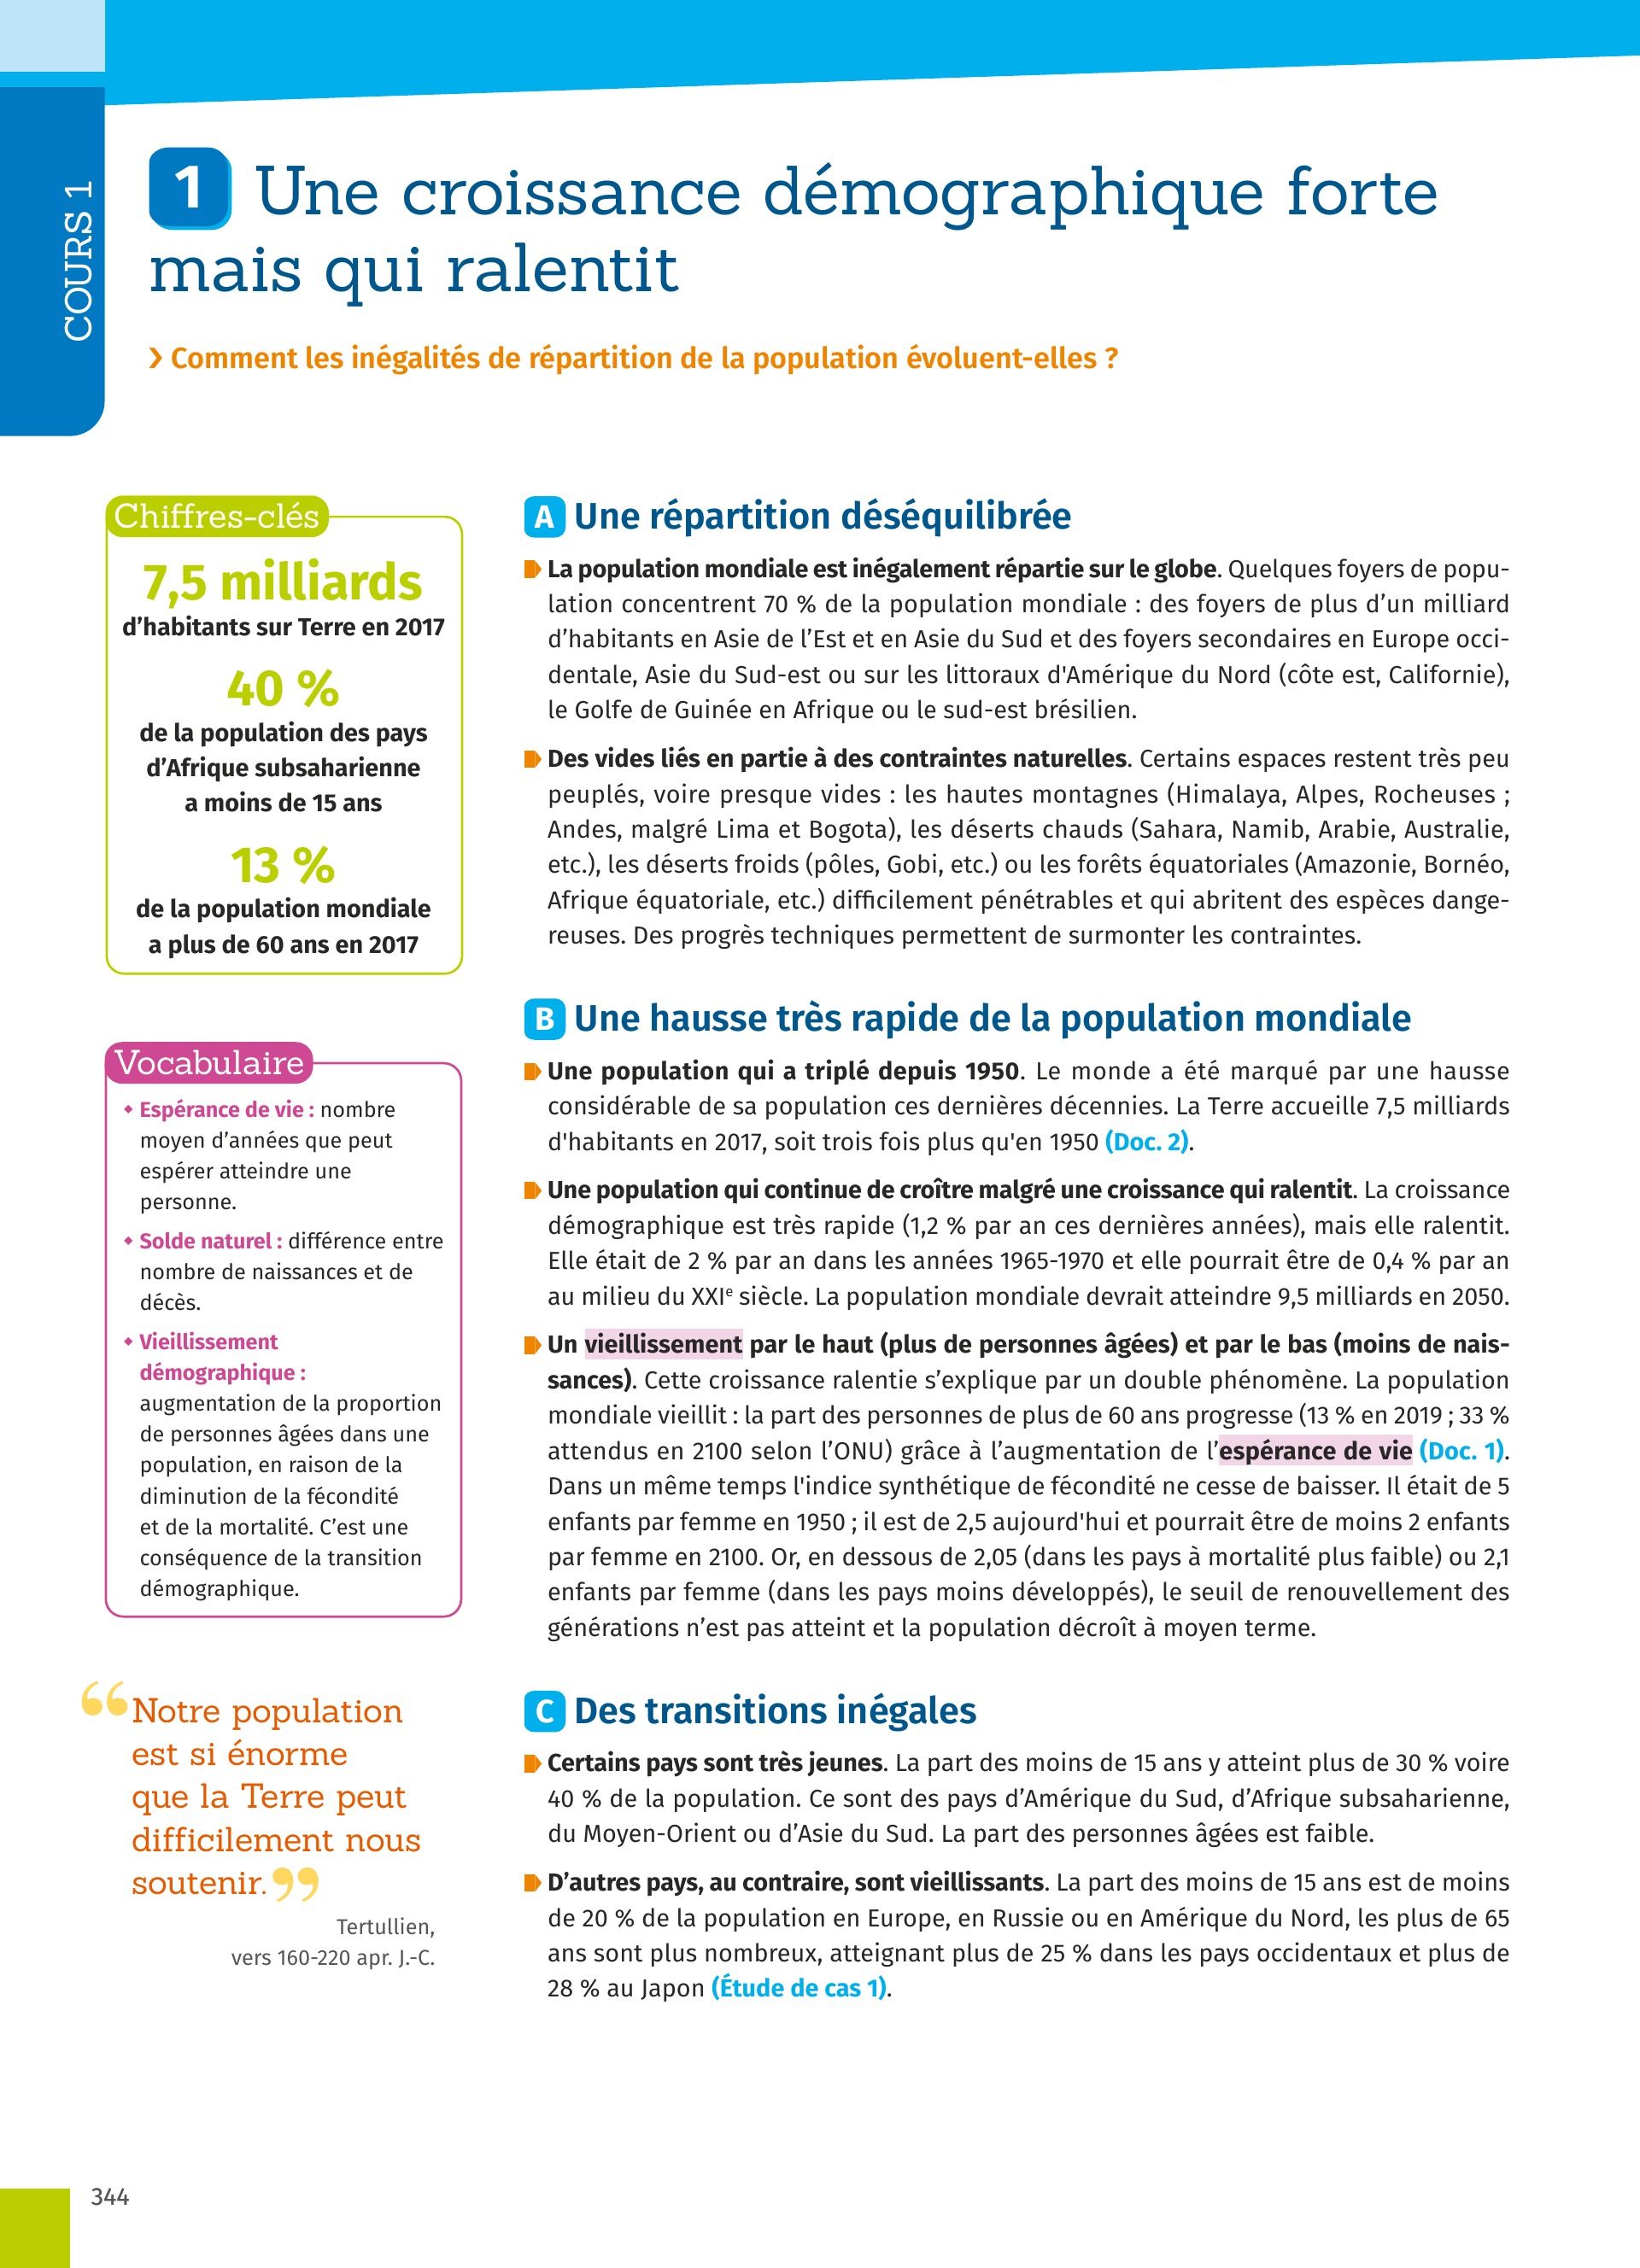 COURS 1
1 Une croissance démographique forte
mais qui ralentit
› Comment les inégalités de répartition de la population évoluent-elles ?
Chiffres-clés
7,5 milliards
d’habitants sur Terre en 2017
40 %
de la population des pays
d’Afrique subsaharienne
a moins de 15 ans
13 %
de la population mondiale
a plus de 60 ans en 2017
Vocabulaire
Espérance de vie : nombre
moyen d’années que peut
espérer atteindre une
personne.
Solde naturel : différence entre
nombre de naissances et de
décès.
Vieillissement
démographique :
augmentation de la proportion
de personnes âgées dans une
population, en raison de la
diminution de la fécondité
et de la mortalité. C’est une
conséquence de la transition
démographique.
“Notre population
est si énorme
que la Terre peut
difficilement nous
soutenir.”
Tertullien,
vers 160-220 apr. J.-C.
A Une répartition déséquilibrée
La population mondiale est inégalement répartie sur le globe. Quelques foyers de popu-
lation concentrent 70 % de la population mondiale : des foyers de plus d’un milliard
d’habitants en Asie de l’Est et en Asie du Sud et des foyers secondaires en Europe occi-
dentale, Asie du Sud-est ou sur les littoraux d'Amérique du Nord (côte est, Californie),
le Golfe de Guinée en Afrique ou le sud-est brésilien.
Des vides liés en partie à des contraintes naturelles. Certains espaces restent très peu
peuplés, voire presque vides : les hautes montagnes (Himalaya, Alpes, Rocheuses ;
Andes, malgré Lima et Bogota), les déserts chauds (Sahara, Namib, Arabie, Australie,
etc.), les déserts froids (pôles, Gobi, etc.) ou les forêts équatoriales (Amazonie, Bornéo,
Afrique équatoriale, etc.) difficilement pénétrables et qui abritent des espèces dange-
reuses. Des progrès techniques permettent de surmonter les contraintes.
B Une hausse très rapide de la population mondiale
Une population qui a triplé depuis 1950. Le monde a été marqué par une hausse
considérable de sa population ces dernières décennies. La Terre accueille 7,5 milliards
d'habitants en 2017, soit trois fois plus qu'en 1950 (Doc. 2).
Une population qui continue de croître malgré une croissance qui ralentit. La croissance
démographique est très rapide (1,2 % par an ces dernières années), mais elle ralentit.
Elle était de 2 % par an dans les années 1965-1970 et elle pourrait être de 0,4 % par an
au milieu du XXIe siècle. La population mondiale devrait atteindre 9,5 milliards en 2050.
Un vieillissement par le haut (plus de personnes âgées) et par le bas (moins de nais-
sances). Cette croissance ralentie s’explique par un double phénomène. La population
mondiale vieillit : la part des personnes de plus de 60 ans progresse (13 % en 2019 ; 33 %
attendus en 2100 selon l’ONU) grâce à l’augmentation de l’espérance de vie (Doc. 1).
Dans un même temps l'indice synthétique de fécondité ne cesse de baisser. Il était de 5
enfants par femme en 1950 ; il est de 2,5 aujourd'hui et pourrait être de moins 2 enfants
par femme en 2100. Or, en dessous de 2,05 (dans les pays à mortalité plus faible) ou 2,1
enfants par femme (dans les pays moins développés), le seuil de renouvellement des
générations n’est pas atteint et la population décroît à moyen terme.
C Des transitions inégales
Certains pays sont très jeunes. La part des moins de 15 ans y atteint plus de 30 % voire
40 % de la population. Ce sont des pays d’Amérique du Sud, d’Afrique subsaharienne,
du Moyen-Orient ou d’Asie du Sud. La part des personnes âgées est faible.
D’autres pays, au contraire, sont vieillissants. La part des moins de 15 ans est de moins
de 20 % de la population en Europe, en Russie ou en Amérique du Nord, les plus de 65
ans sont plus nombreux, atteignant plus de 25 % dans les pays occidentaux et plus de
28 % au Japon (Étude de cas 1).
344